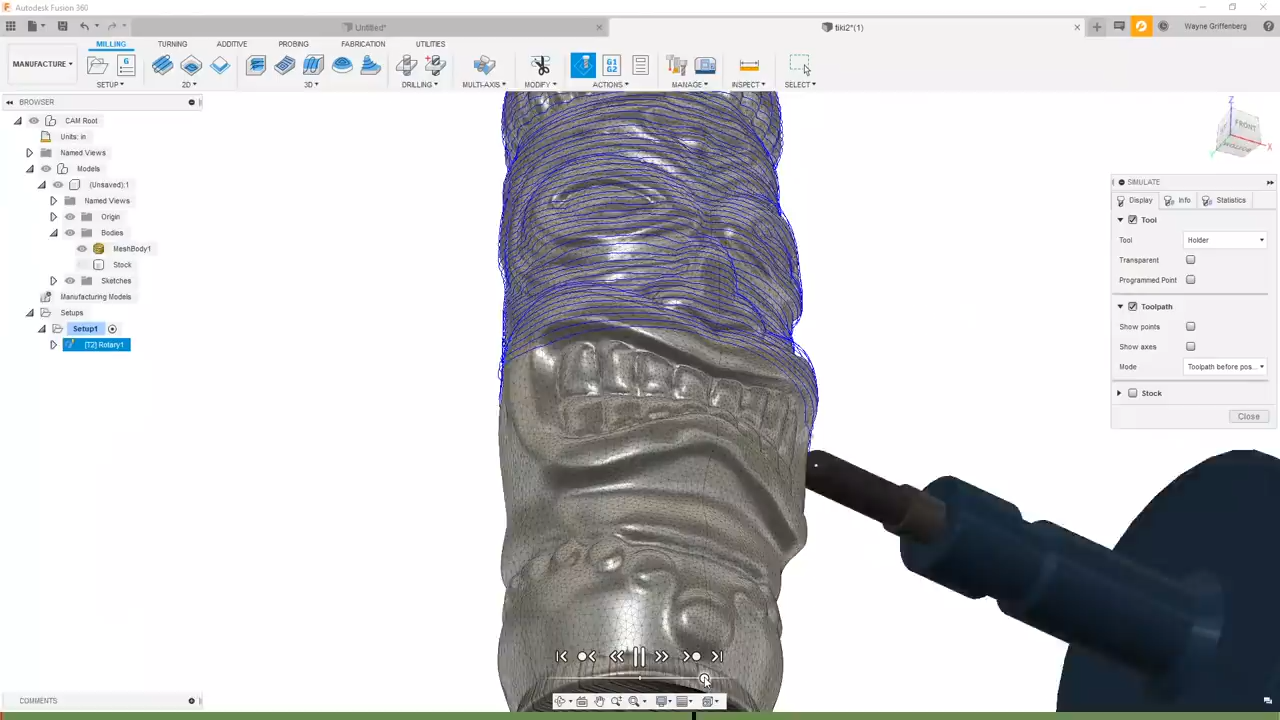 Autodesk Fusion 360
Untitled*
tiki2*(1)
Wayne Griffenberg
MANUFACTURE
MILLING
TURNING
ADDITIVE
PROBING
FABRICATION
UTILITIES
G1
G2
SETUP
2D
3D
DRILLING
MULTI-AXIS
MODIFY
ACTIONS
MANAGE
INSPECT
SELECT
BROWSER
CAM Root
Units: in
Named Views
Models
(Unsaved):1
Named Views
Origin
Bodies
MeshBody1
Stock
Sketches
Manufacturing Models
Setups
Setup1
[T2] Rotary1
Z
FRONT
X
SIMULATE
Display
Info
Statistics
Tool
Tool
Holder
Transparent
Programmed Point
Toolpath
Show points
Show axes
Mode
Toolpath before pos...
Stock
Close
COMMENTS